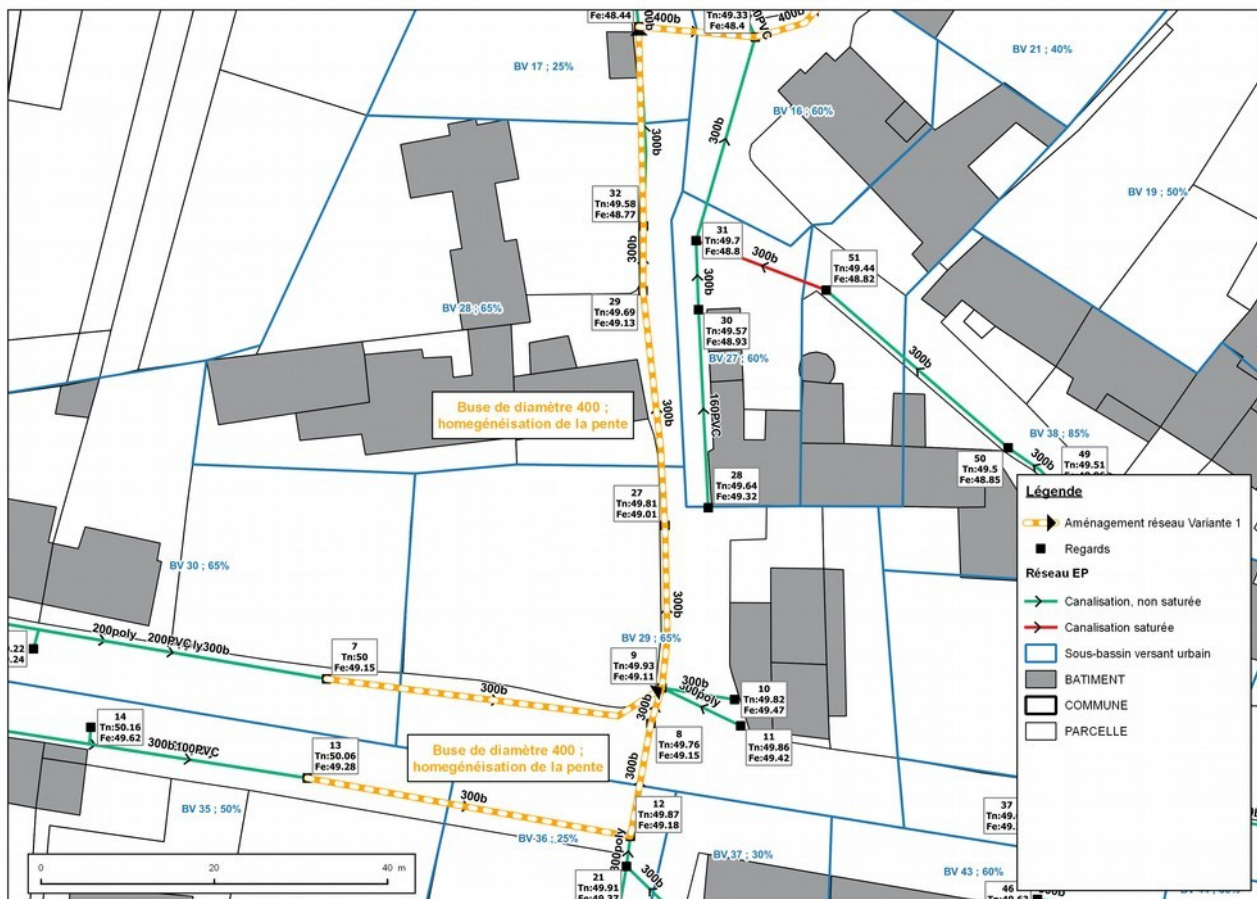 Fe:48.44
400b
Tn:49.33
Fe:48.4
400b
BV 17 ; 25%
BV 21 ; 40%
BV 16 ; 60%
300b
300b
BV 19 ; 50%
32
Tn:49.58
Fe:48.77
31
Tn:49.7
Fe:48.8
300b
300b
51
Tn:49.44
Fe:48.82
300b
29
Tn:49.69
Fe:49.13
BV 28 ; 65%
30
Tn:49.57
Fe:48.93
BV 27 ; 60%
300b
Buse de diamètre 400 ;
homegénéisation de la pente
300b
160PVC
BV 38 ; 85%
50
Tn:49.5
Fe:48.85
300b
49
Tn:49.51
28
Tn:49.64
Fe:49.32
27
Tn:49.81
Fe:49.01
BV 30 ; 65%
300b
BV 29 ; 65%
200poly
200PVC
300b
7
Tn:50
Fe:49.15
9
Tn:49.93
Fe:49.11
300b
300b
300poly
10
Tn:49.82
Fe:49.47
300b
14
Tn:50.16
Fe:49.62
300b
100PVC
13
Tn:50.06
Fe:49.28
Buse de diamètre 400 ;
homegénéisation de la pente
8
Tn:49.76
Fe:49.15
11
Tn:49.86
Fe:49.42
300b
300b
BV 35 ; 50%
12
Tn:49.87
Fe:49.18
BV-36 ; 25%
300poly
BV 37 ; 30%
37
BV 43 ; 60%
21
Tn:49.91
Fe:49.37
300b
46
0
20
40 m
Légende
Aménagement réseau Variante 1
Regards
Réseau EP
Canalisation, non saturée
Canalisation saturée
Sous-bassin versant urbain
BATIMENT
COMMUNE
PARCELLE